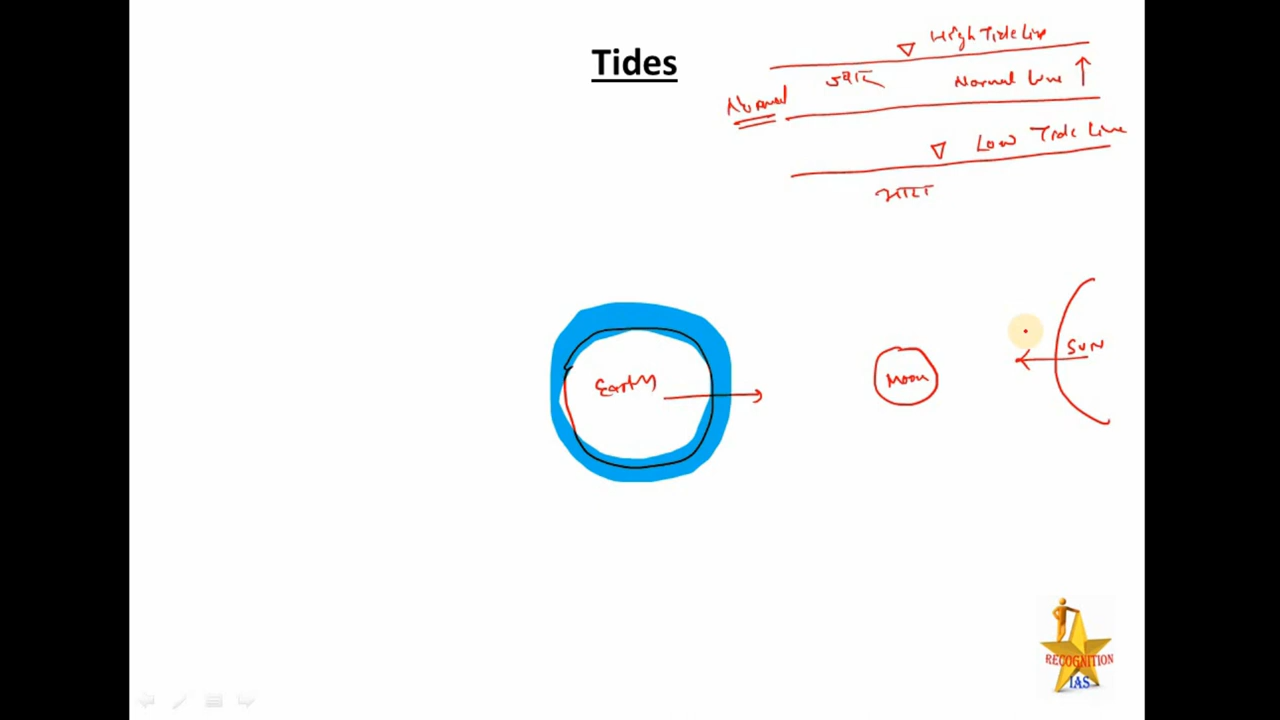 Tides
High Tide Line
ज्वार
Normal Line
Normal
Low Tide Line
भाटा
Earth
Moon
SUN
RECOGNITION
IAS